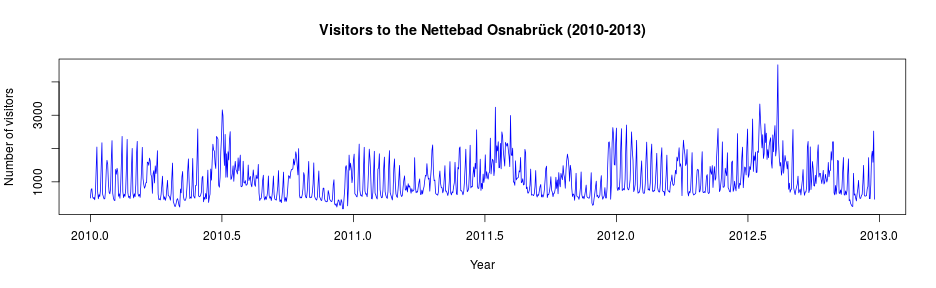 Visitors to the Nettebad Osnabrück (2010-2013)
Number of visitors
3000
1000
2010.0 2010.5 2011.0 2011.5 2012.0 2012.5 2013.0
Year